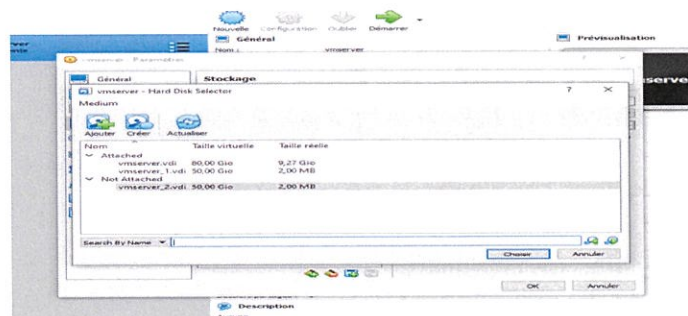 Nouvelle Configuration Oublier Démarrer
Général
Prévisualisation
Nom : vmserver
vmserver - Paramètres
? ×
Général
Stockage
vmserver - Hard Disk Selector
? ×
Medium
Ajouter Créer Actualiser
Nom Taille virtuelle Taille réelle
Attached
vmserver.vdi 80,00 Gio 9,27 Gio
vmserver_1.vdi 50,00 Gio 2,00 MB
Not Attached
vmserver_2.vdi 50,00 Gio 2,00 MB
Search By Name
Choisir Annuler
OK Annuler
Description